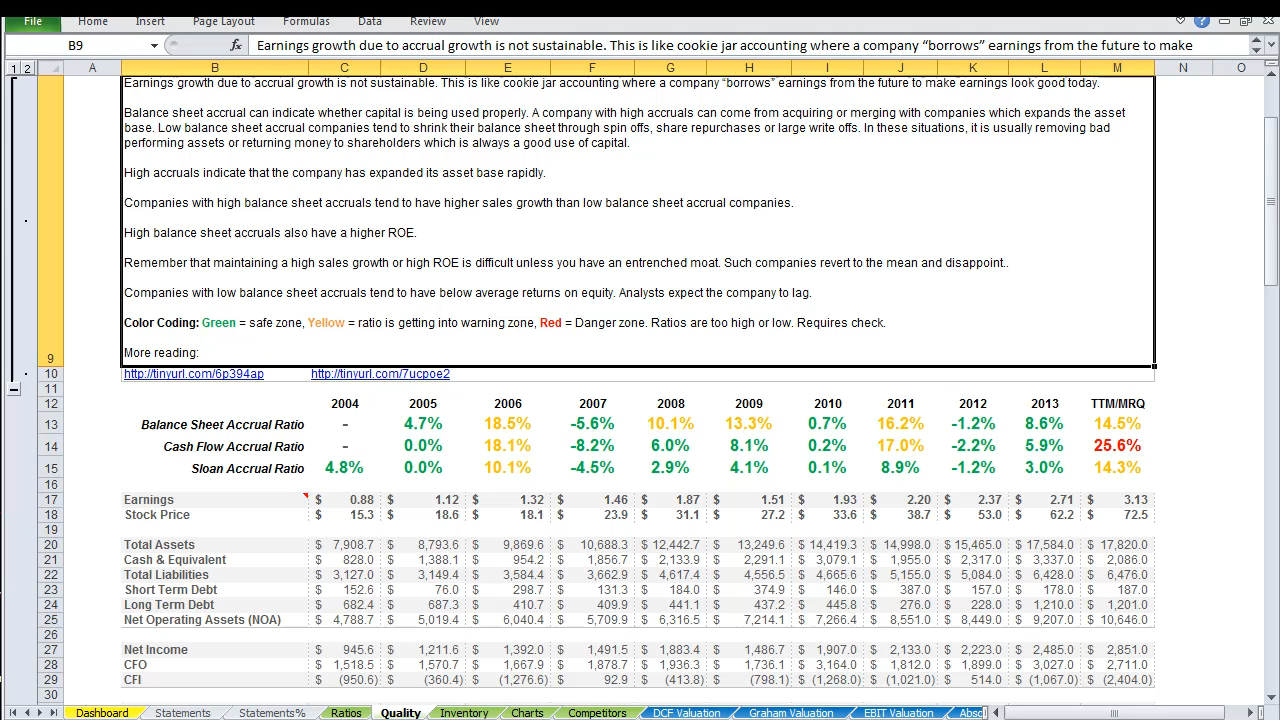 File Home Insert Page Layout Formulas Data Review View
B9 fx Earnings growth due to accrual growth is not sustainable. This is like cookie jar accounting where a company “borrows” earnings from the future to make
1 2 A B C D E F G H I J K L M N O
Earnings growth due to accrual growth is not sustainable. This is like cookie jar accounting where a company “borrows” earnings from the future to make earnings look good today.
Balance sheet accrual can indicate whether capital is being used properly. A company with high accruals can come from acquiring or merging with companies which expands the asset
base. Low balance sheet accrual companies tend to shrink their balance sheet through spin offs, share repurchases or large write offs. In these situations, it is usually removing bad
performing assets or returning money to shareholders which is always a good use of capital.
High accruals indicate that the company has expanded its asset base rapidly.
Companies with high balance sheet accruals tend to have higher sales growth than low balance sheet accrual companies.
High balance sheet accruals also have a higher ROE.
Remember that maintaining a high sales growth or high ROE is difficult unless you have an entrenched moat. Such companies revert to the mean and disappoint..
Companies with low balance sheet accruals tend to have below average returns on equity. Analysts expect the company to lag.
Color Coding: Green = safe zone, Yellow = ratio is getting into warning zone, Red = Danger zone. Ratios are too high or low. Requires check.
9 More reading:
10 http://tinyurl.com/6p394ap http://tinyurl.com/7ucpoe2
11
12 2004 2005 2006 2007 2008 2009 2010 2011 2012 2013 TTM/MRQ
13 Balance Sheet Accrual Ratio - 4.7% 18.5% -5.6% 10.1% 13.3% 0.7% 16.2% -1.2% 8.6% 14.5%
14 Cash Flow Accrual Ratio - 0.0% 18.1% -8.2% 6.0% 8.1% 0.2% 17.0% -2.2% 5.9% 25.6%
15 Sloan Accrual Ratio 4.8% 0.0% 10.1% -4.5% 2.9% 4.1% 0.1% 8.9% -1.2% 3.0% 14.3%
16
17 Earnings $ 0.88 $ 1.12 $ 1.32 $ 1.46 $ 1.87 $ 1.51 $ 1.93 $ 2.20 $ 2.37 $ 2.71 $ 3.13
18 Stock Price $ 15.3 $ 18.6 $ 18.1 $ 23.9 $ 31.1 $ 27.2 $ 33.6 $ 38.7 $ 53.0 $ 62.2 $ 72.5
19
20 Total Assets $ 7,908.7 $ 8,793.6 $ 9,869.6 $ 10,688.3 $ 12,442.7 $ 13,249.6 $ 14,419.3 $ 14,998.0 $ 15,465.0 $ 17,584.0 $ 17,820.0
21 Cash & Equivalent $ 828.0 $ 1,388.1 $ 954.2 $ 1,856.7 $ 2,133.9 $ 2,291.1 $ 3,079.1 $ 1,955.0 $ 2,317.0 $ 3,337.0 $ 2,086.0
22 Total Liabilities $ 3,127.0 $ 3,149.4 $ 3,584.4 $ 3,662.9 $ 4,617.4 $ 4,556.5 $ 4,665.6 $ 5,155.0 $ 5,084.0 $ 6,428.0 $ 6,476.0
23 Short Term Debt $ 152.6 $ 76.0 $ 298.7 $ 131.3 $ 184.0 $ 374.9 $ 146.0 $ 387.0 $ 157.0 $ 178.0 $ 187.0
24 Long Term Debt $ 682.4 $ 687.3 $ 410.7 $ 409.9 $ 441.1 $ 437.2 $ 445.8 $ 276.0 $ 228.0 $ 1,210.0 $ 1,201.0
25 Net Operating Assets (NOA) $ 4,788.7 $ 5,019.4 $ 6,040.4 $ 5,709.9 $ 6,316.5 $ 7,214.1 $ 7,266.4 $ 8,551.0 $ 8,449.0 $ 9,207.0 $ 10,646.0
26
27 Net Income $ 945.6 $ 1,211.6 $ 1,392.0 $ 1,491.5 $ 1,883.4 $ 1,486.7 $ 1,907.0 $ 2,133.0 $ 2,223.0 $ 2,485.0 $ 2,851.0
28 CFO $ 1,518.5 $ 1,570.7 $ 1,667.9 $ 1,878.7 $ 1,936.3 $ 1,736.1 $ 3,164.0 $ 1,812.0 $ 1,899.0 $ 3,027.0 $ 2,711.0
29 CFI $ (950.6) $ (360.4) $ (1,276.6) $ 92.9 $ (413.8) $ (798.1) $ (1,268.0) $ (1,021.0) $ 514.0 $ (1,067.0) $ (2,404.0)
30
Dashboard Statements Statements% Ratios Quality Inventory Charts Competitors DCF Valuation Graham Valuation EBIT Valuation Absc